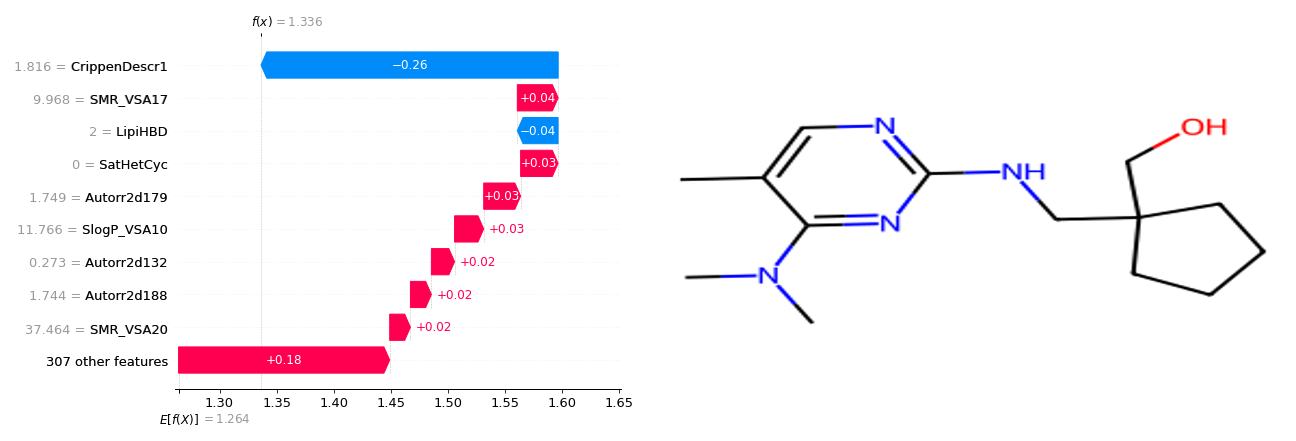 f(x) = 1.336
1.816 = CrippenDescr1
−0.26
9.968 = SMR_VSA17
+0.04
2 = LipiHBD
−0.04
0 = SatHetCyc
+0.03
1.749 = Autorr2d179
+0.03
11.766 = SlogP_VSA10
+0.03
0.273 = Autorr2d132
+0.02
1.744 = Autorr2d188
+0.02
37.464 = SMR_VSA20
+0.02
307 other features
+0.18
1.30 1.35 1.40 1.45 1.50 1.55 1.60 1.65
E[f(X)] = 1.264
OH
N
NH
N
N